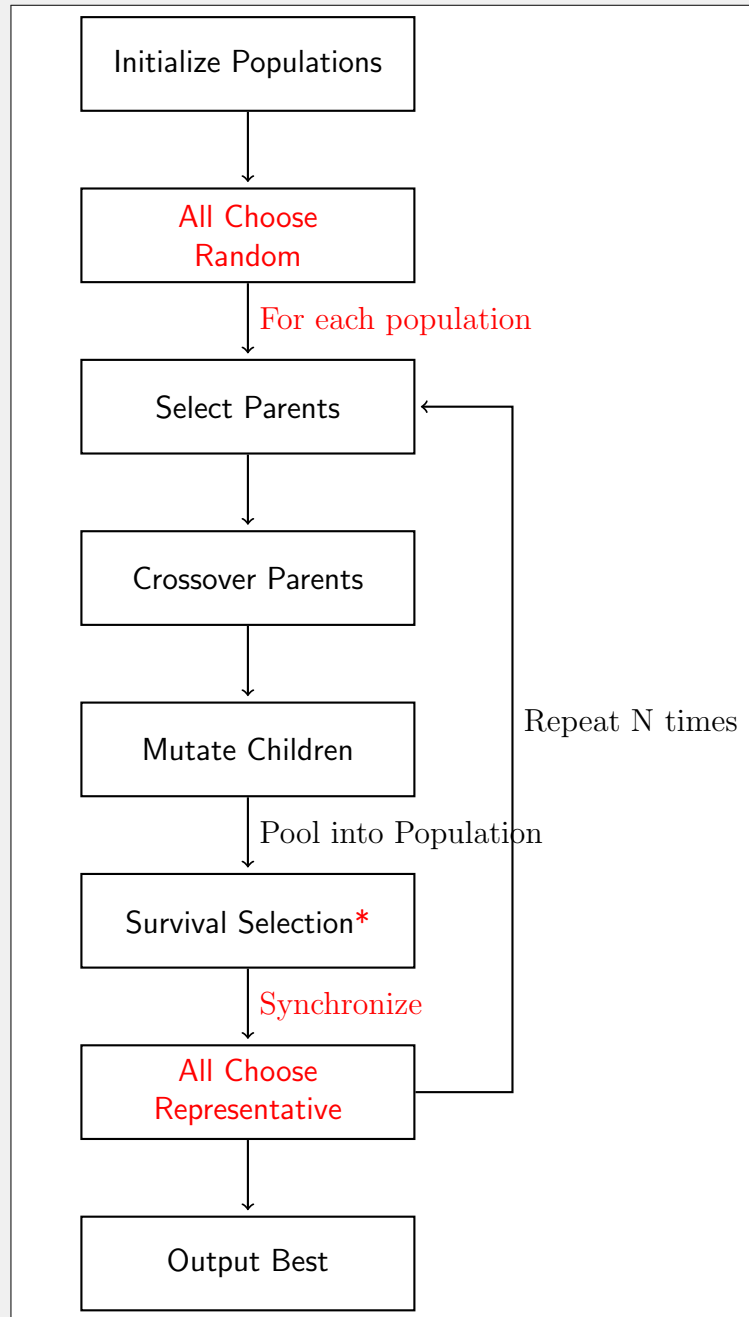 Initialize Populations
All Choose
Random
For each population
Select Parents
Crossover Parents
Repeat N times
Mutate Children
Pool into Population
Survival Selection*
Synchronize
All Choose
Representative
Output Best